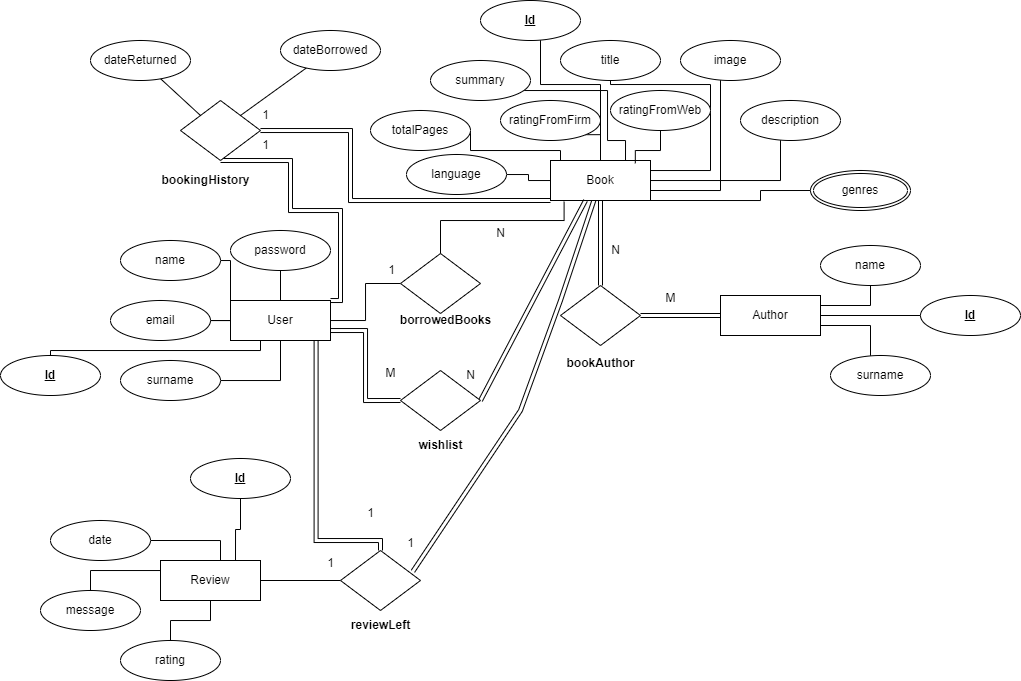 Id
dateReturned
dateBorrowed
title
image
summary
ratingFromFirm
ratingFromWeb
description
totalPages
1
1
language
Book
genres
bookingHistory
N
N
name
password
1
name
email
User
borrowedBooks
M
Author
Id
bookAuthor
Id
surname
M
N
surname
wishlist
Id
1
date
1
1
Review
message
reviewLeft
rating